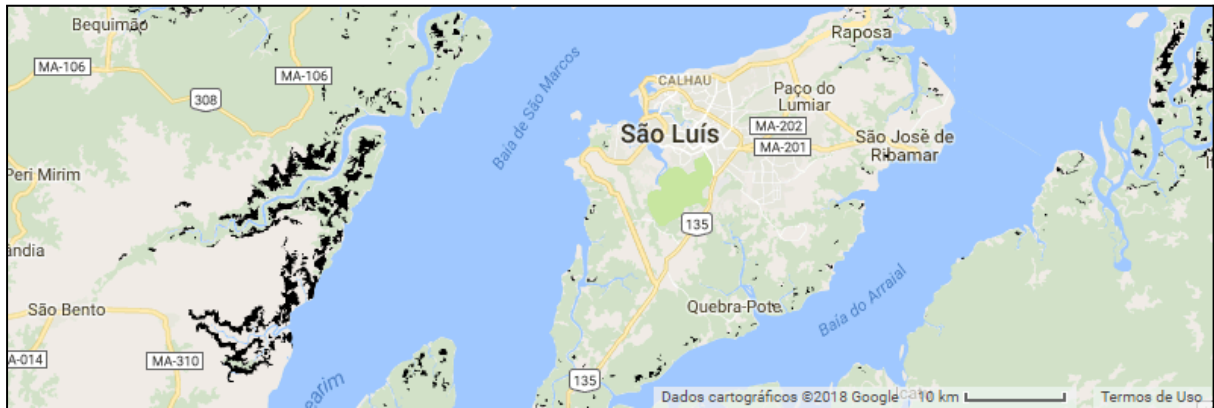 Bequimão
MA-106
MA-106
308
Peri Mirim
ândia
São Bento
A-014
MA-310
earim
Baía de São Marcos
Raposa
CALHAU
Paço do
Lumiar
São Luís
MA-202
MA-201
São José de
Ribamar
135
Quebra-Pote
Baía do Arraial
135
Dados cartográficos ©2018 Google
10 km
Termos de Uso